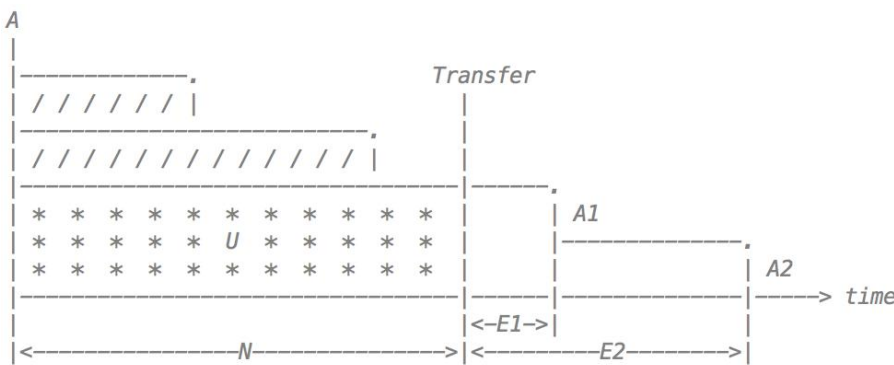 A
Transfer
/ / / / / /
/ / / / / / / / / / / / /
* * * * * * * * * * * A1
* * * * * U * * * * *
* * * * * * * * * * * A2
time
<-E1->
<-----------------N----------------> <---------E2------->